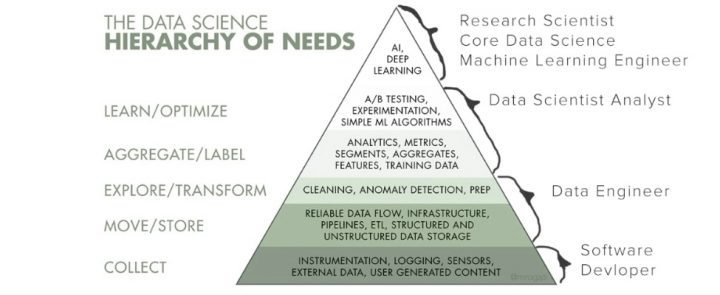 THE DATA SCIENCE
HIERARCHY OF NEEDS
Research Scientist
Core Data Science
Machine Learning Engineer
AI,
DEEP
LEARNING
LEARN/OPTIMIZE
A/B TESTING,
EXPERIMENTATION,
SIMPLE ML ALGORITHMS
Data Scientist Analyst
AGGREGATE/LABEL
ANALYTICS, METRICS,
SEGMENTS, AGGREGATES,
FEATURES, TRAINING DATA
EXPLORE/TRANSFORM
CLEANING, ANOMALY DETECTION, PREP
Data Engineer
MOVE/STORE
RELIABLE DATA FLOW, INFRASTRUCTURE,
PIPELINES, ETL, STRUCTURED AND
UNSTRUCTURED DATA STORAGE
COLLECT
INSTRUMENTATION, LOGGING, SENSORS,
EXTERNAL DATA, USER GENERATED CONTENT
Software
Devloper